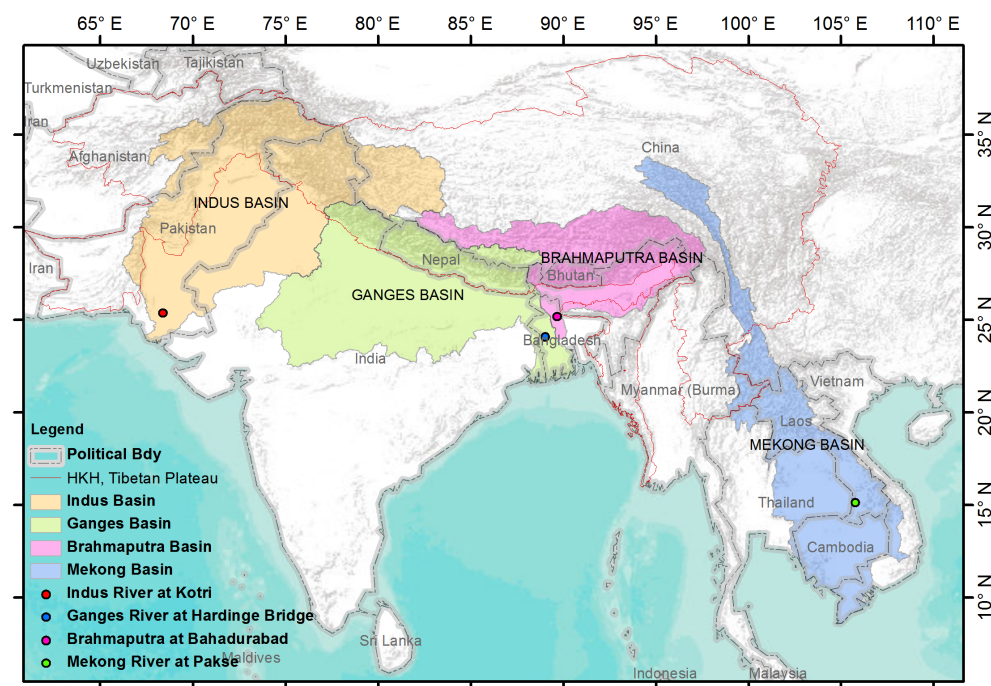 65° E 70° E 75° E 80° E 85° E 90° E 95° E 100° E 105° E 110° E
Uzbekistan
Tajikistan
Turkmenistan
Iran
35° N
Afghanistan
China
INDUS BASIN
Pakistan
30° N
Nepal
BRAHMAPUTRA BASIN
Iran
Bhutan
GANGES BASIN
25° N
Bangladesh
India
Myanmar (Burma)
Vietnam
20° N
Laos
Legend
MEKONG BASIN
Political Bdy
HKH, Tibetan Plateau
Indus Basin
Thailand
15° N
Ganges Basin
Brahmaputra Basin
Cambodia
Mekong Basin
Indus River at Kotri
10° N
Ganges River at Hardinge Bridge
Brahmaputra at Bahadurabad
Sri Lanka
Mekong River at Pakse
Maldives
Indonesia
Malaysia